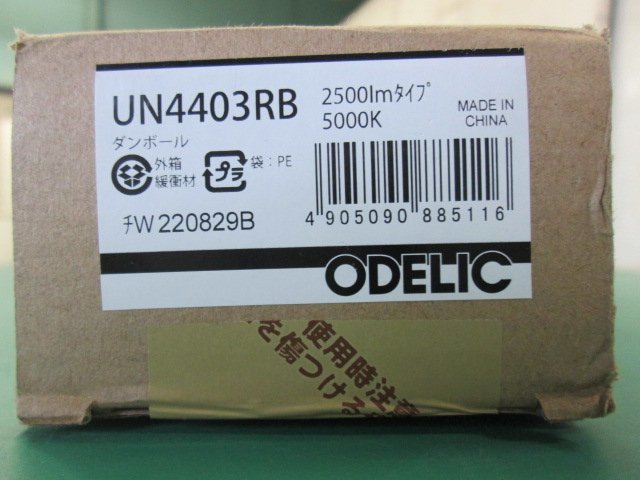 UN4403RB
2500lmタイプ
5000K
MADE IN
CHINA
ダンボール
外箱
緩衝材
プラ
袋:PE
チW 220829B
4 905090 885116
ODELIC
使用時注意
を傷つける